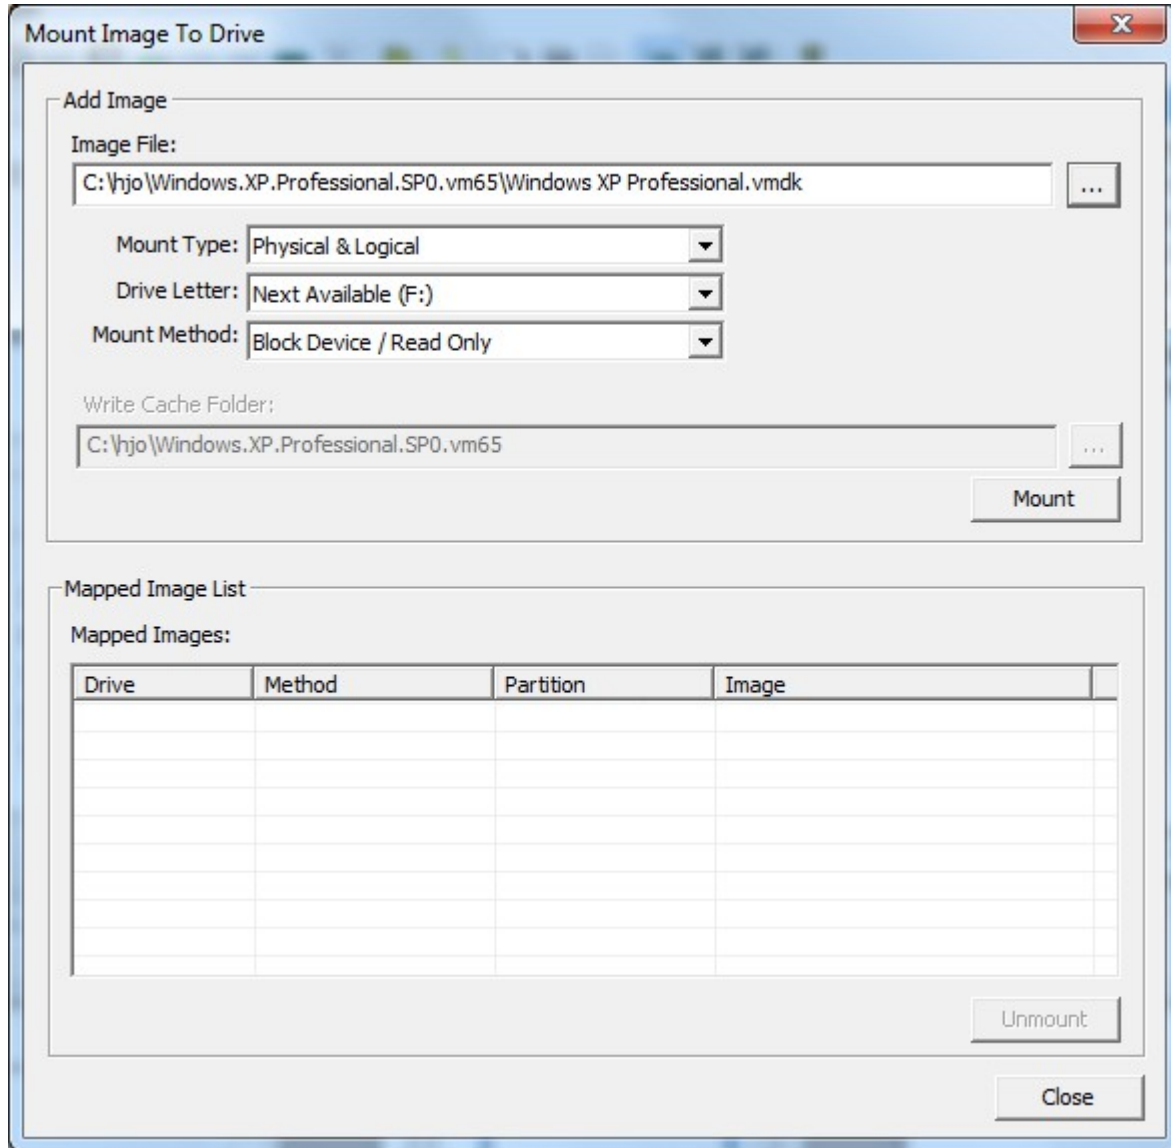 Mount Image To Drive
Add Image
Image File:
C:\hjo\Windows.XP.Professional.SP0.vm65\Windows XP Professional.vmdk
...
Mount Type: Physical & Logical
Drive Letter: Next Available (F:)
Mount Method: Block Device / Read Only
Write Cache Folder:
C:\hjo\Windows.XP.Professional.SP0.vm65
...
Mount
Mapped Image List
Mapped Images:
Drive Method Partition Image
Unmount
Close